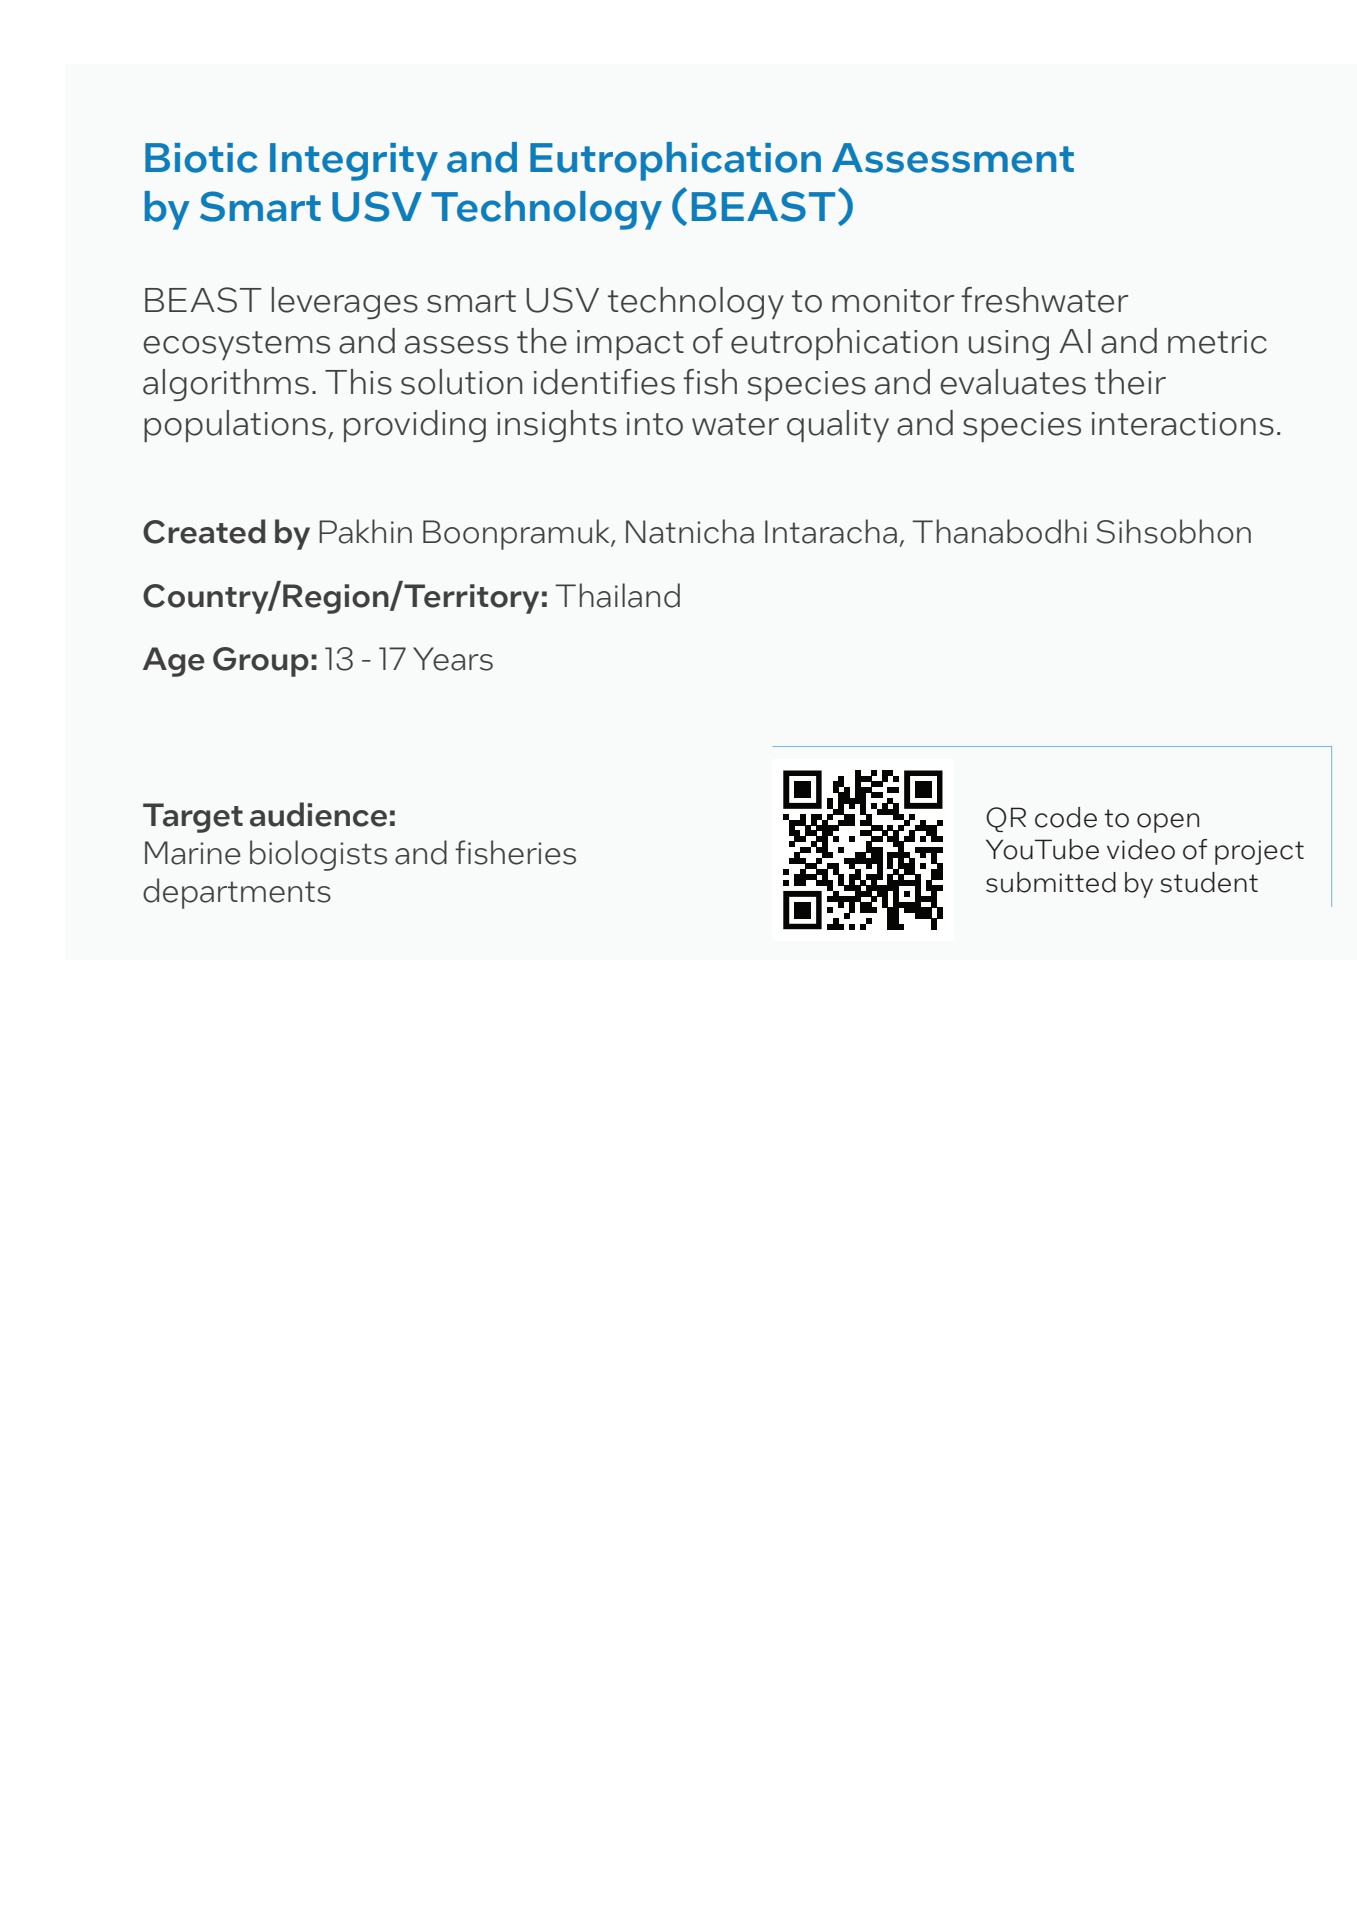 Biotic Integrity and Eutrophication Assessment
by Smart USV Technology (BEAST)
BEAST leverages smart USV technology to monitor freshwater
ecosystems and assess the impact of eutrophication using AI and metric
algorithms. This solution identifies fish species and evaluates their
populations, providing insights into water quality and species interactions.
Created by Pakhin Boonpramuk, Natnicha Intaracha, Thanabodhi Sihsobhon
Country/Region/Territory: Thailand
Age Group: 13 - 17 Years
Target audience:
Marine biologists and fisheries
departments
QR code to open
YouTube video of project
submitted by student